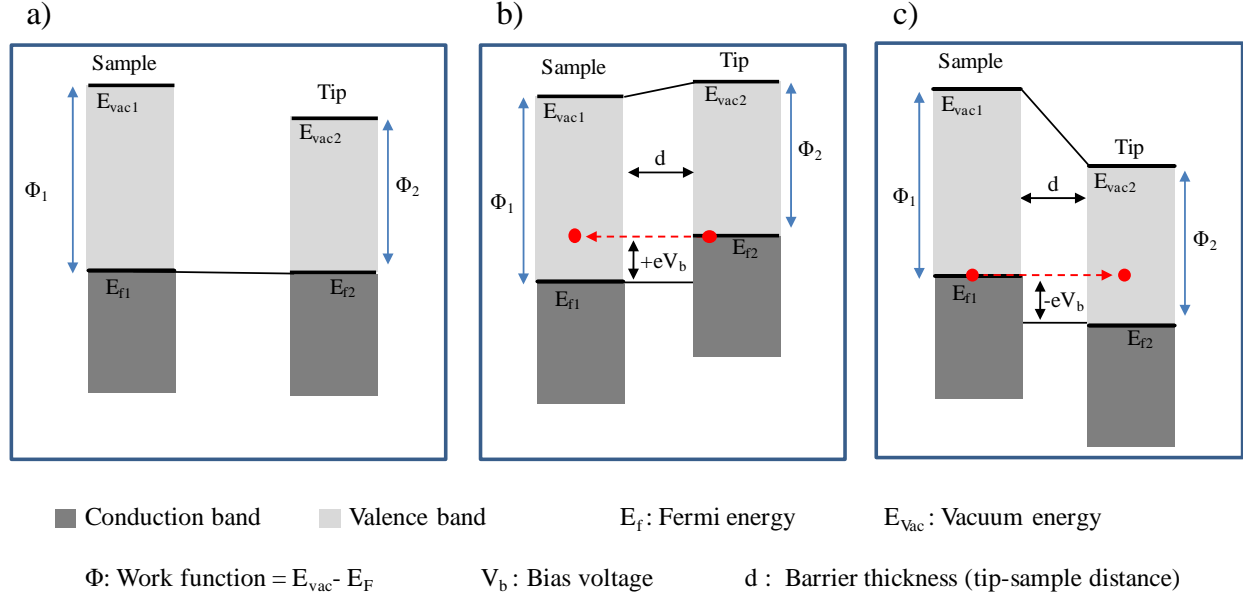 a)
b)
c)
Sample
Tip
E_vac1
E_vac2
Φ_1
Φ_2
E_f1
E_f2
Sample
Tip
E_vac1
E_vac2
d
Φ_1
Φ_2
+eV_b
E_f1
E_f2
Sample
Tip
E_vac1
E_vac2
d
Φ_1
Φ_2
-eV_b
E_f1
E_f2
Conduction band
Valence band
E_f : Fermi energy
E_Vac : Vacuum energy
Φ: Work function = E_vac- E_F
V_b : Bias voltage
d : Barrier thickness (tip-sample distance)